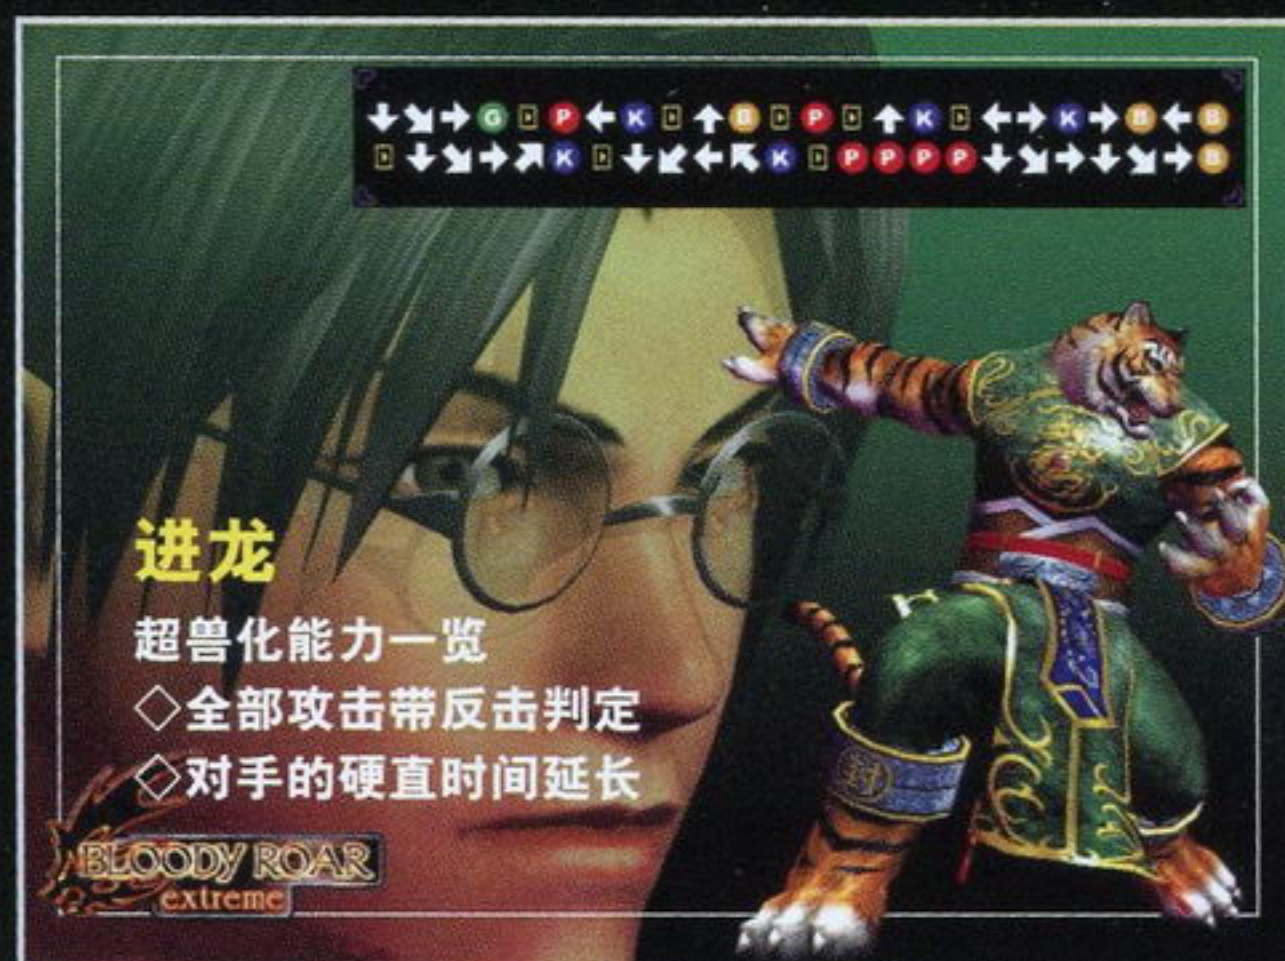 ↓↘→G D P←K D ↑B D P D ↑K D ←→K→B←B
D ↓↘→↗K D ↓↙←↖K D PPPP↓↘→↓↘→B
进龙
超兽化能力一览
◇全部攻击带反击判定
◇对手的硬直时间延长
BLOODY ROAR
extreme